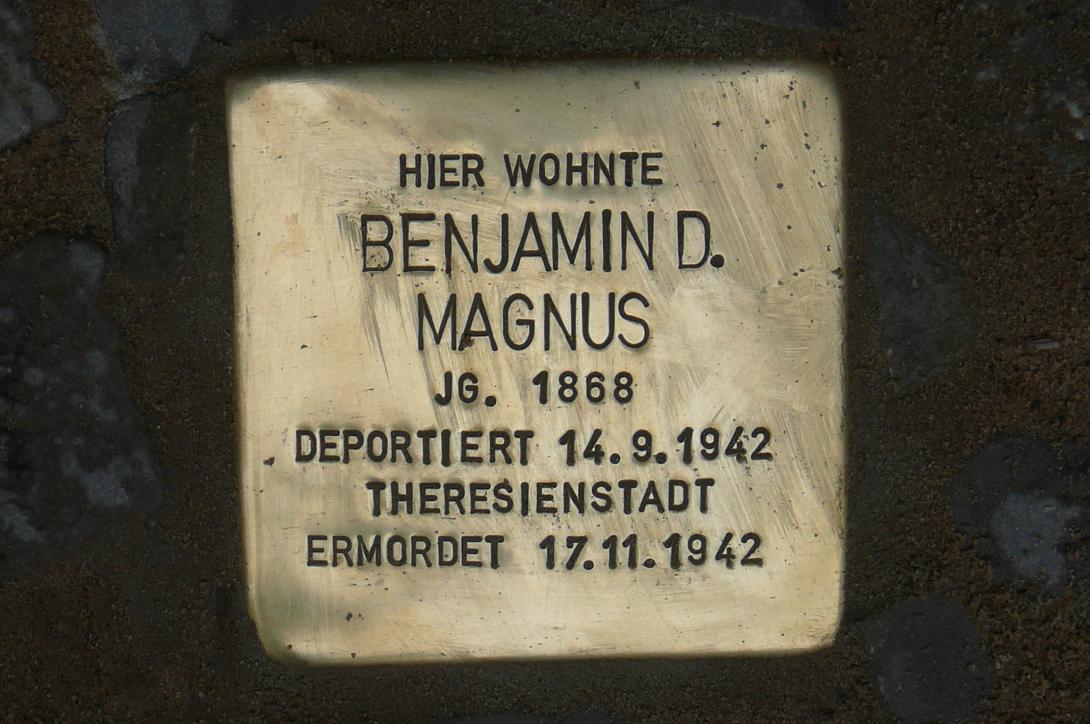 HIER WOHNTE
BENJAMIN D.
MAGNUS
JG. 1868
DEPORTIERT 14.9.1942
THERESIENSTADT
ERMORDET 17.11.1942